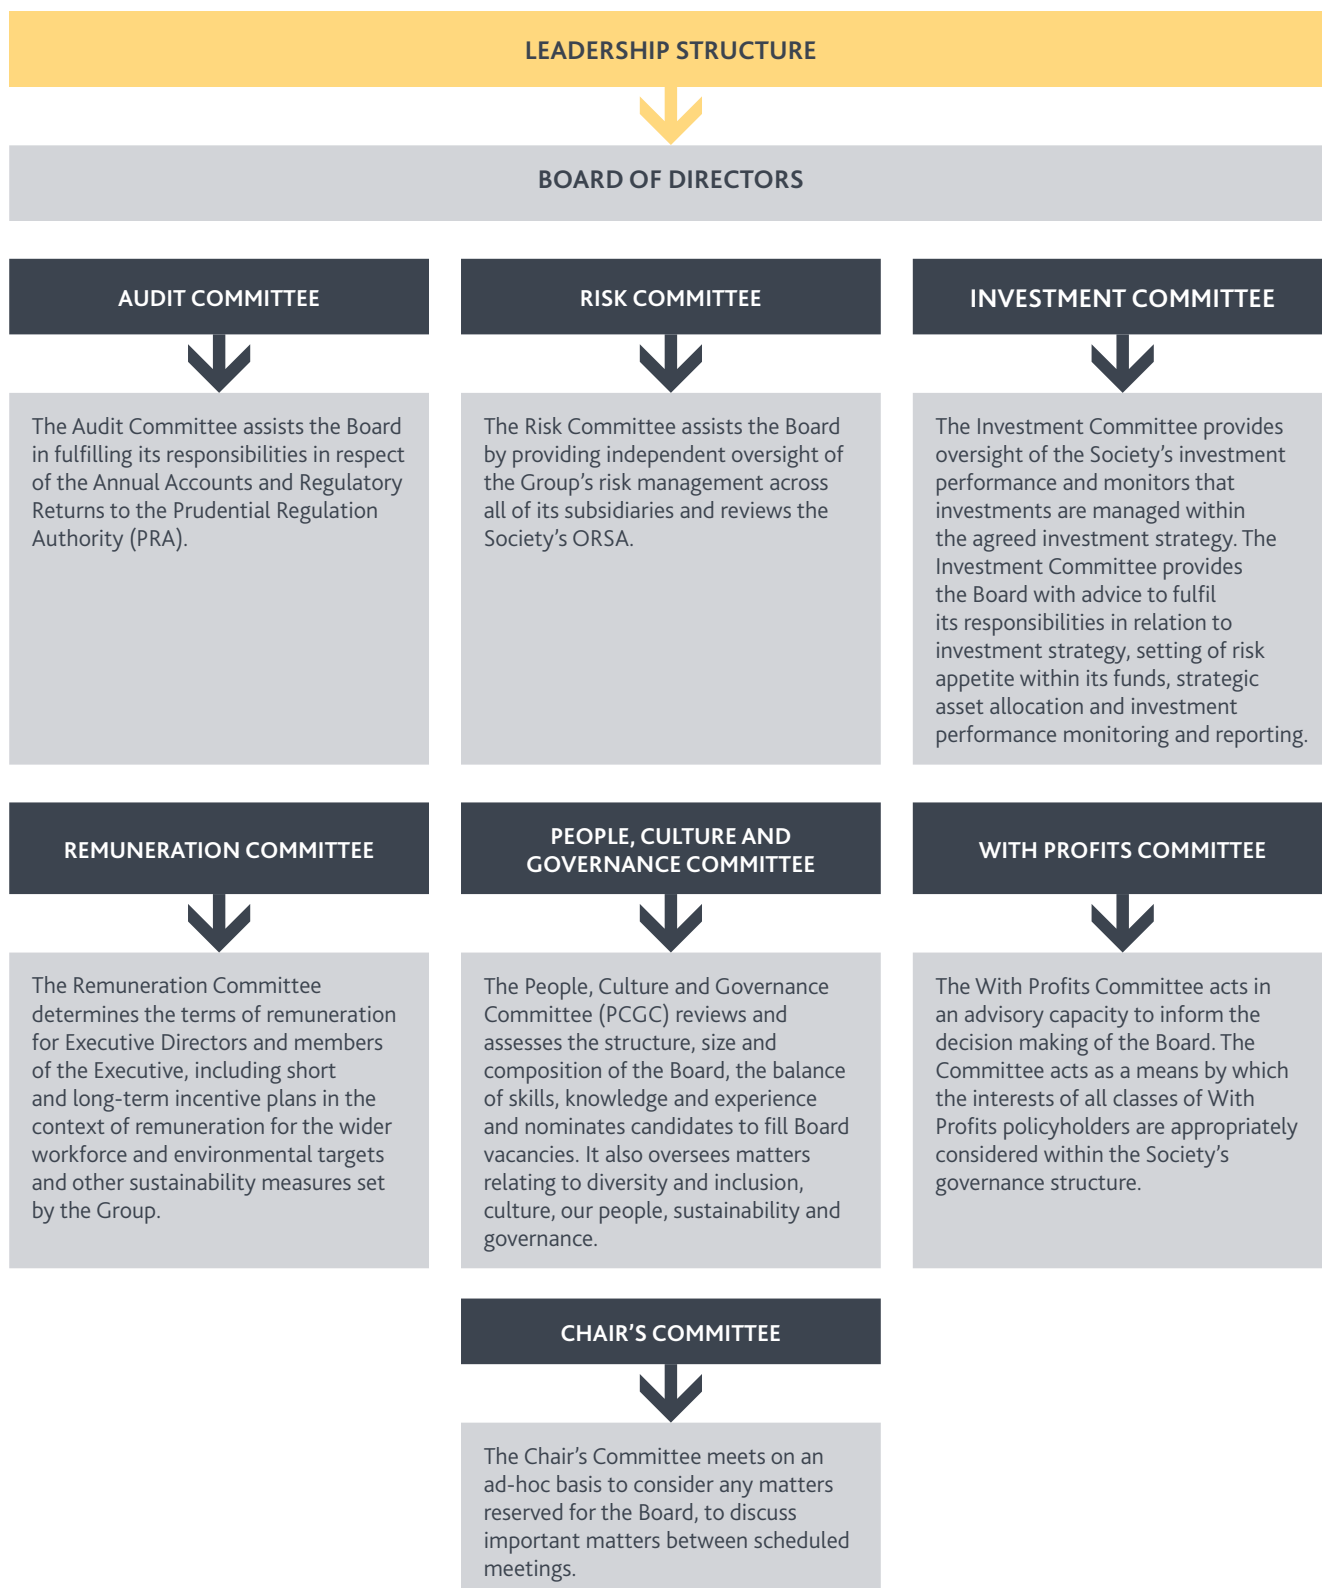 LEADERSHIP STRUCTURE
BOARD OF DIRECTORS
AUDIT COMMITTEE
The Audit Committee assists the Board
in fulfilling its responsibilities in respect
of the Annual Accounts and Regulatory
Returns to the Prudential Regulation
Authority (PRA).
RISK COMMITTEE
The Risk Committee assists the Board
by providing independent oversight of
the Group’s risk management across
all of its subsidiaries and reviews the
Society’s ORSA.
INVESTMENT COMMITTEE
The Investment Committee provides
oversight of the Society’s investment
performance and monitors that
investments are managed within
the agreed investment strategy. The
Investment Committee provides
the Board with advice to fulfil
its responsibilities in relation to
investment strategy, setting of risk
appetite within its funds, strategic
asset allocation and investment
performance monitoring and reporting.
REMUNERATION COMMITTEE
The Remuneration Committee
determines the terms of remuneration
for Executive Directors and members
of the Executive, including short
and long-term incentive plans in the
context of remuneration for the wider
workforce and environmental targets
and other sustainability measures set
by the Group.
PEOPLE, CULTURE AND
GOVERNANCE COMMITTEE
The People, Culture and Governance
Committee (PCGC) reviews and
assesses the structure, size and
composition of the Board, the balance
of skills, knowledge and experience
and nominates candidates to fill Board
vacancies. It also oversees matters
relating to diversity and inclusion,
culture, our people, sustainability and
governance.
WITH PROFITS COMMITTEE
The With Profits Committee acts in
an advisory capacity to inform the
decision making of the Board. The
Committee acts as a means by which
the interests of all classes of With
Profits policyholders are appropriately
considered within the Society’s
governance structure.
CHAIR’S COMMITTEE
The Chair’s Committee meets on an
ad-hoc basis to consider any matters
reserved for the Board, to discuss
important matters between scheduled
meetings.